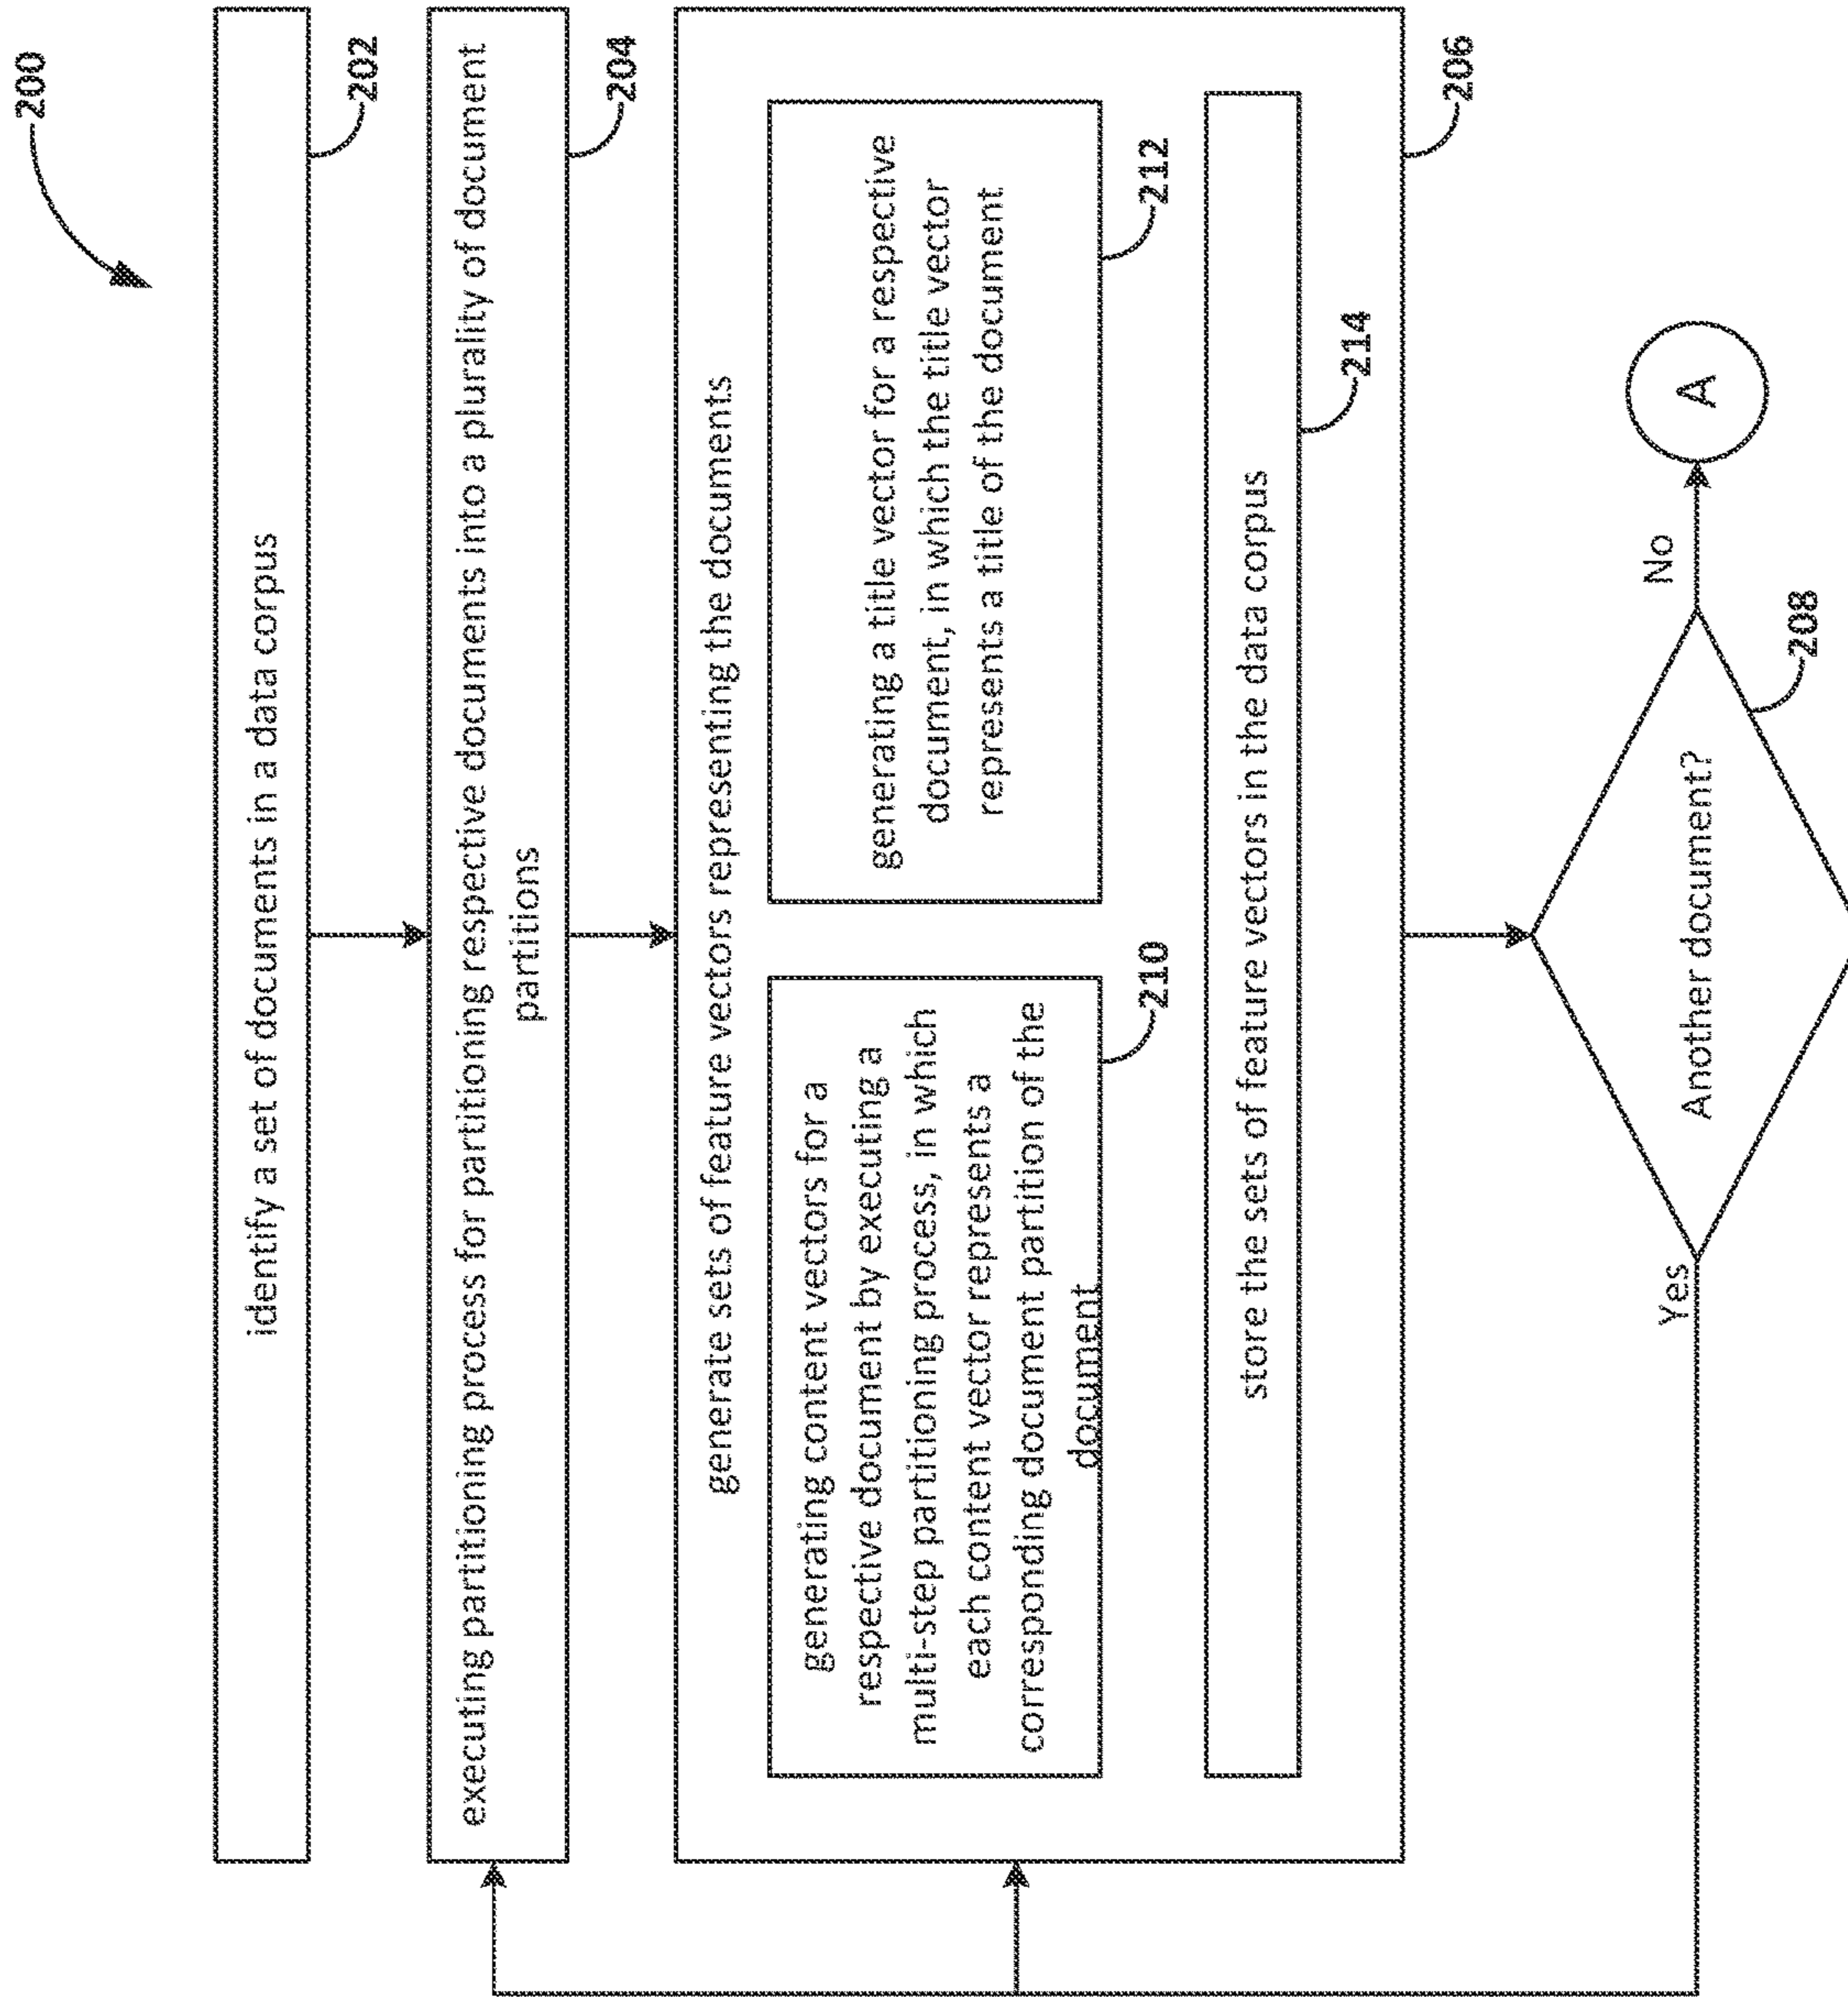 200
identify a set of documents in a data corpus
202
executing partitioning process for partitioning respective documents into a plurality of document
partitions
204
generate sets of feature vectors representing the documents
generating content vectors for a
respective document by executing a
multi-step partitioning process, in which
each content vector represents a
corresponding document partition of the
document
210
generating a title vector for a respective
document, in which the title vector
represents a title of the document
212
store the sets of feature vectors in the data corpus
214
206
Yes
Another document?
208
No
A